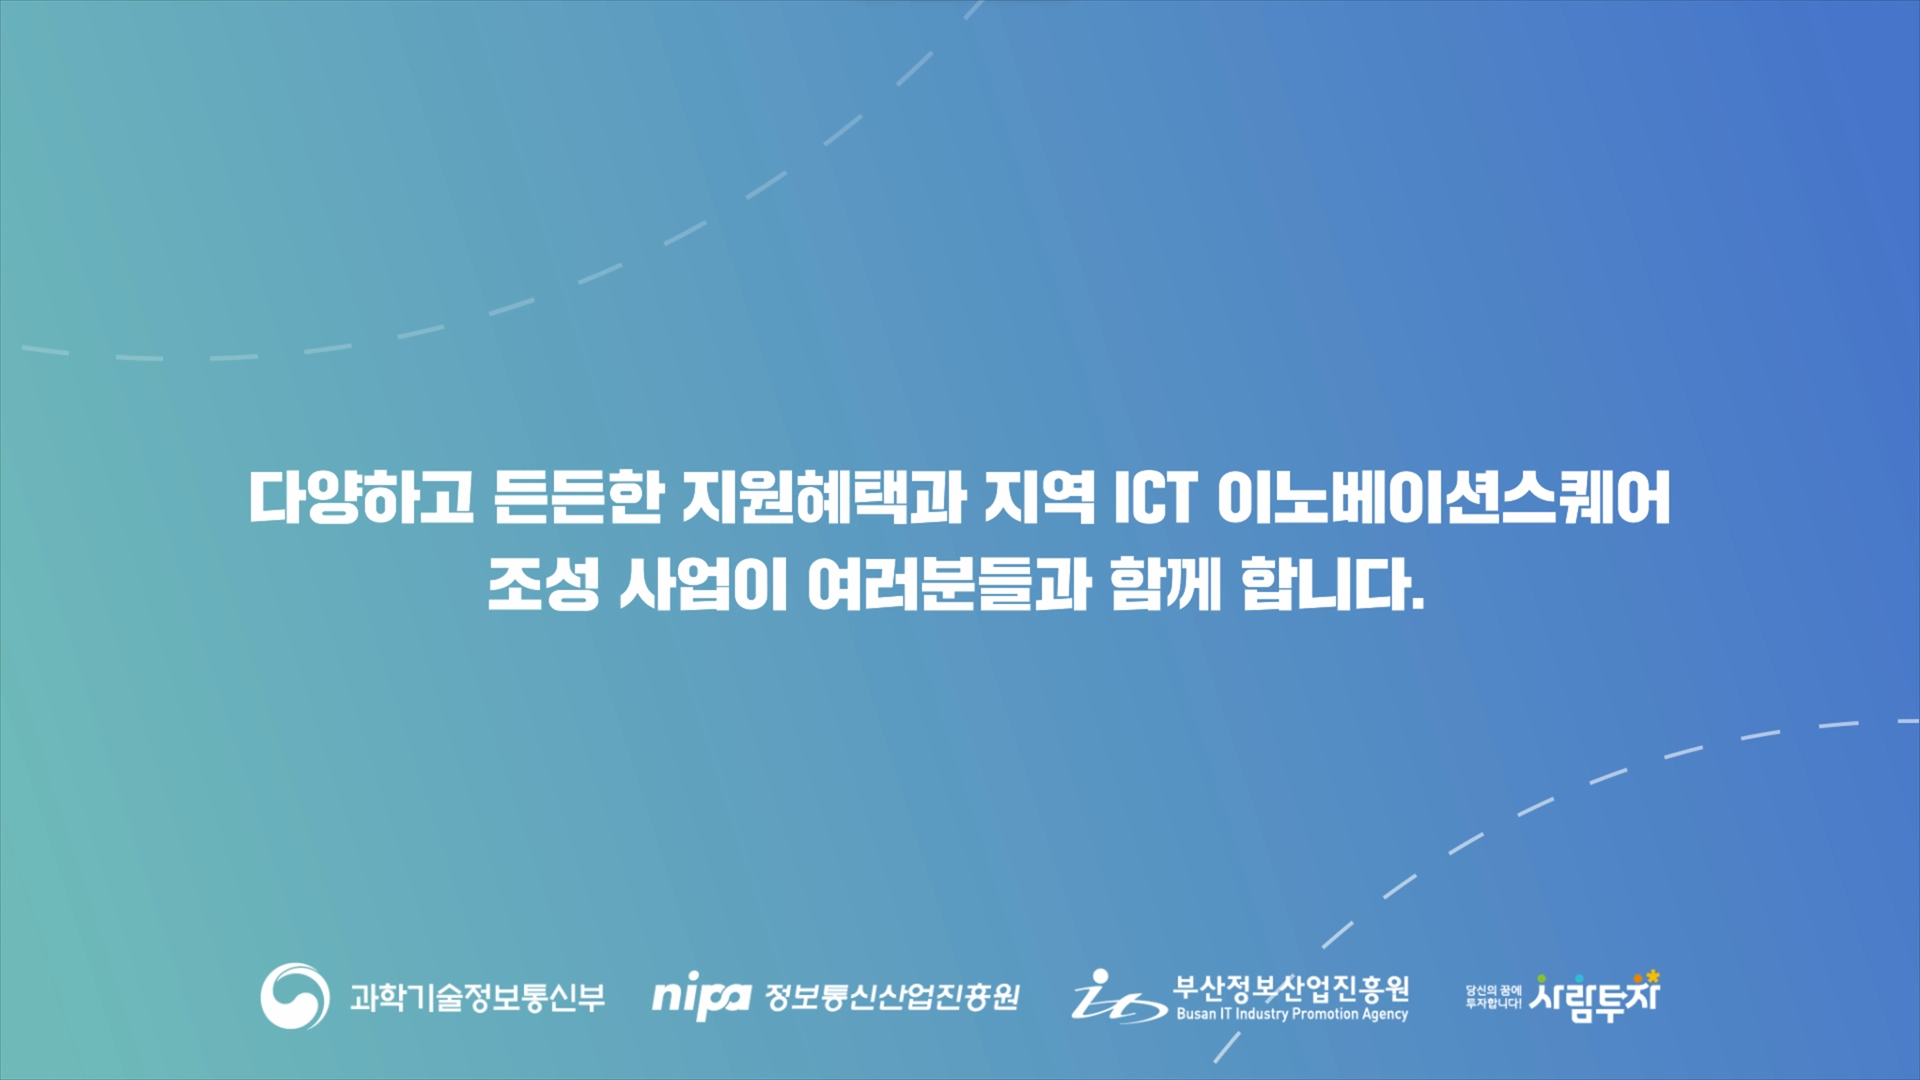 다양하고 든든한 지원혜택과 지역 ICT 이노베이션스퀘어
조성 사업이 여러분들과 함께 합니다.
과학기술정보통신부
nipa 정보통신산업진흥원
부산정보산업진흥원
Busan IT Industry Promotion Agency
당신의 꿈에
투자합니다!
사람투자